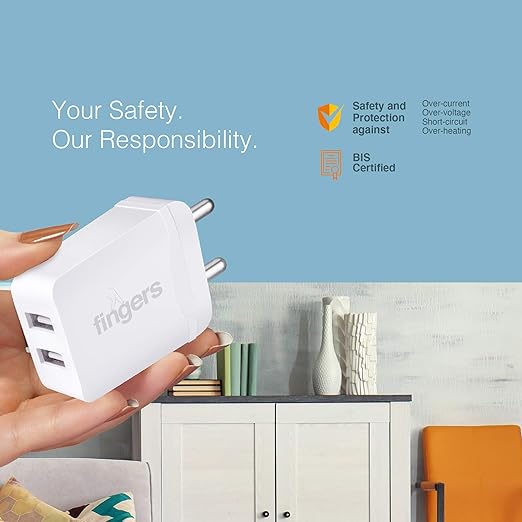 Your Safety.
Our Responsibility.
Safety and
Protection
against
Over-current
Over-voltage
Short-circuit
Over-heating
BIS
Certified
fingers